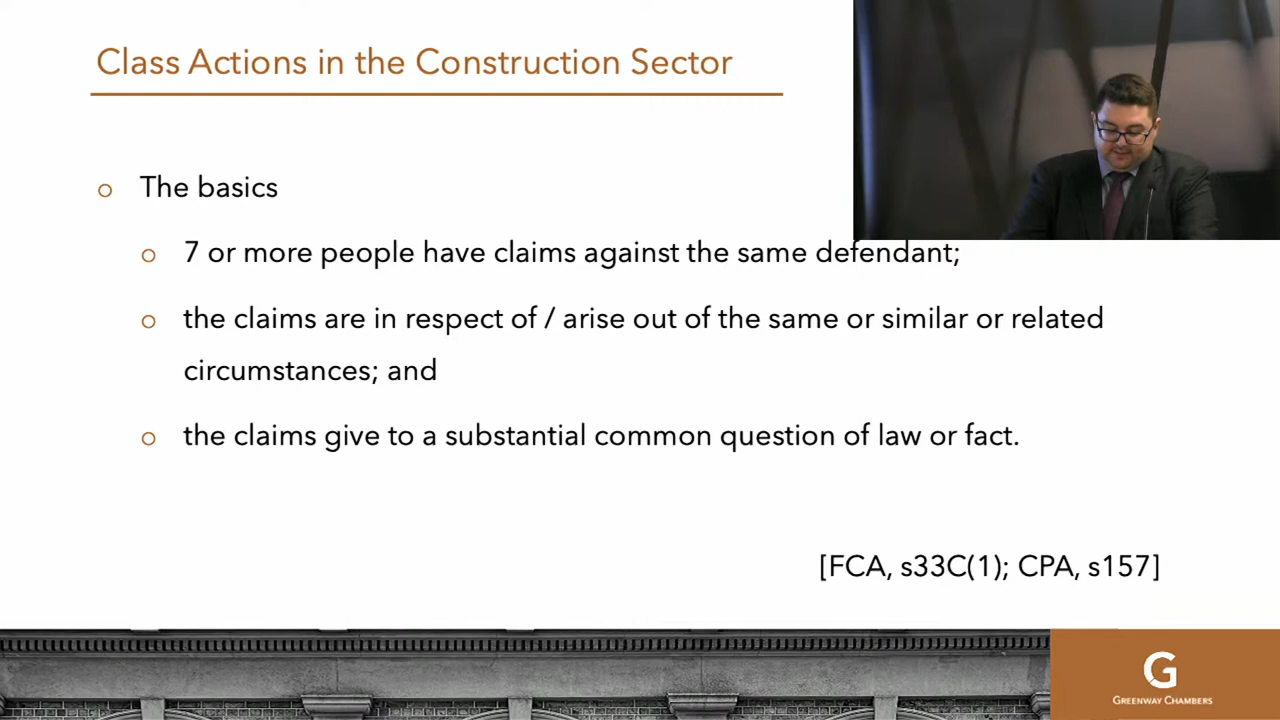 Class Actions in the Construction Sector
The basics
7 or more people have claims against the same defendant;
the claims are in respect of / arise out of the same or similar or related
circumstances; and
the claims give to a substantial common question of law or fact.
[FCA, s33C(1); CPA, s157]
G
GREENWAY CHAMBERS